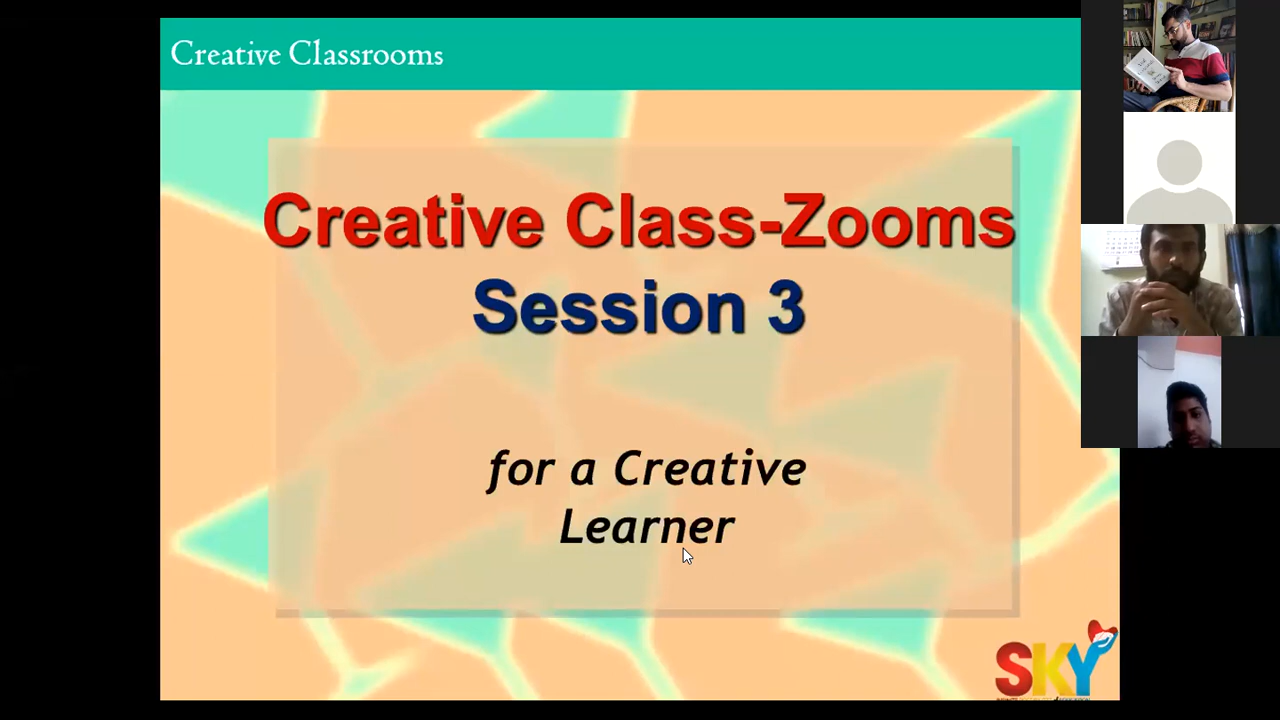 Creative Classrooms
Creative Class-Zooms
Session 3
for a Creative
Learner
SKY